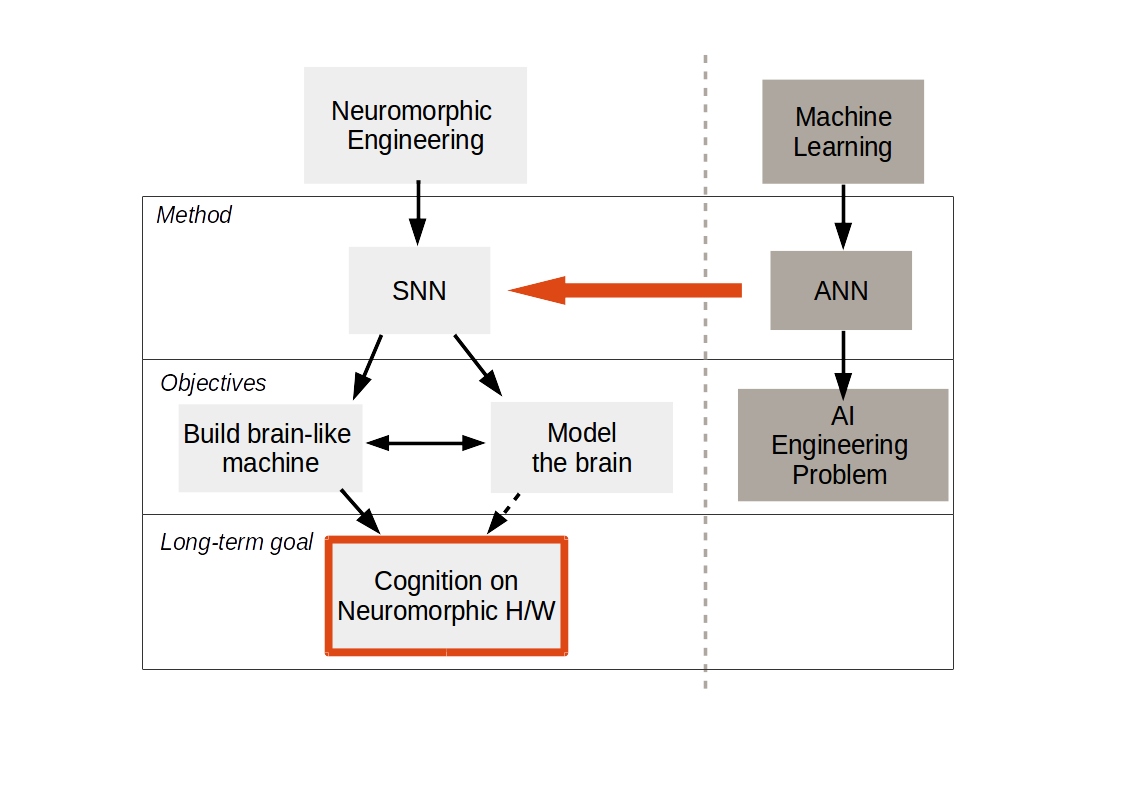 Neuromorphic
Engineering
Machine
Learning
Method
SNN
ANN
Objectives
Build brain-like
machine
Model
the brain
AI
Engineering
Problem
Long-term goal
Cognition on
Neuromorphic H/W